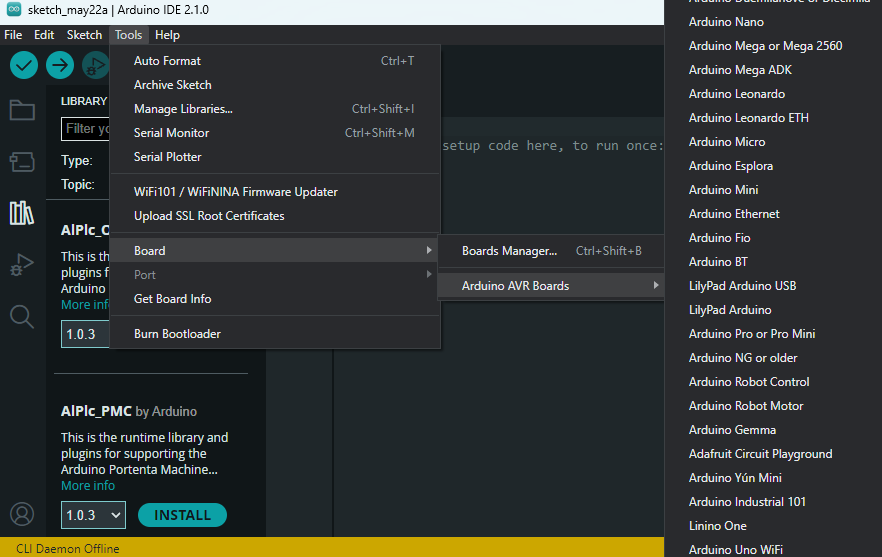 sketch_may22a | Arduino IDE 2.1.0
File Edit Sketch Tools Help
Auto Format Ctrl+T
Archive Sketch
Manage Libraries... Ctrl+Shift+I
Serial Monitor Ctrl+Shift+M
Serial Plotter
WiFi101 / WiFiNINA Firmware Updater
Upload SSL Root Certificates
Board
Port
Get Board Info
Burn Bootloader
Boards Manager... Ctrl+Shift+B
Arduino AVR Boards
Arduino Nano
Arduino Mega or Mega 2560
Arduino Mega ADK
Arduino Leonardo
Arduino Leonardo ETH
Arduino Micro
Arduino Esplora
Arduino Mini
Arduino Ethernet
Arduino Fio
Arduino BT
LilyPad Arduino USB
LilyPad Arduino
Arduino Pro or Pro Mini
Arduino NG or older
Arduino Robot Control
Arduino Robot Motor
Arduino Gemma
Adafruit Circuit Playground
Arduino Yún Mini
Arduino Industrial 101
Linino One
Arduino Uno WiFi
LIBRARY
Filter yo
Type:
Topic:
AlPlc_O
This is th
plugins f
Arduino
More inf
1.0.3
AlPlc_PMC by Arduino
This is the runtime library and
plugins for supporting the
Arduino Portenta Machine...
More info
1.0.3 INSTALL
setup code here, to run once:
CLI Daemon Offline